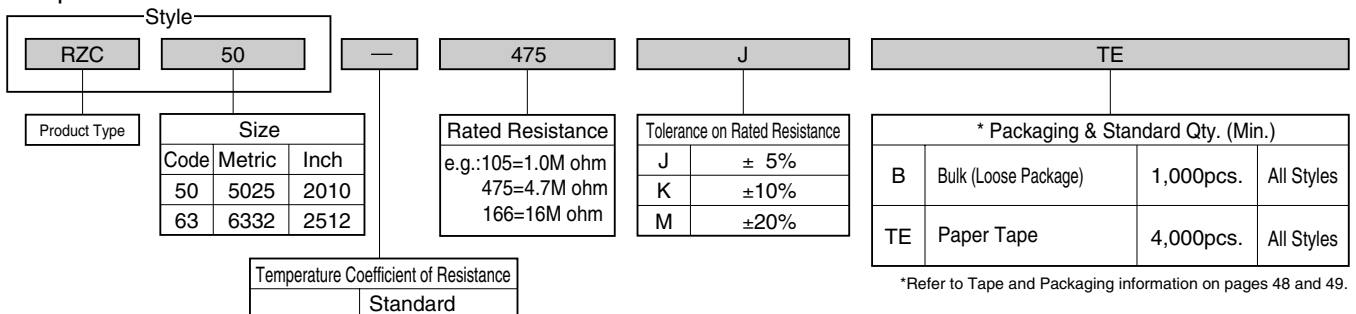 Style
RZC 50 — 475 J TE
Product Type
Size
Code Metric Inch
50 5025 2010
63 6332 2512
Rated Resistance
e.g.:105=1.0M ohm
475=4.7M ohm
166=16M ohm
Tolerance on Rated Resistance
J ± 5%
K ±10%
M ±20%
* Packaging & Standard Qty. (Min.)
B Bulk (Loose Package) 1,000pcs. All Styles
TE Paper Tape 4,000pcs. All Styles
*Refer to Tape and Packaging information on pages 48 and 49.
Temperature Coefficient of Resistance
Standard